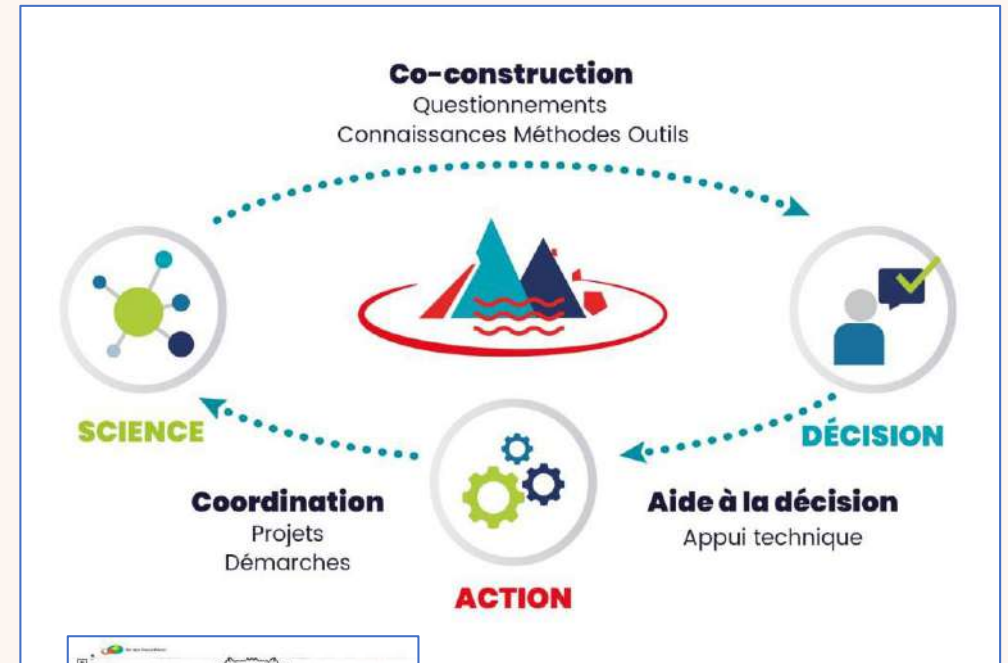 Co-construction
Questionnements
Connaissances Méthodes Outils
SCIENCE
DÉCISION
Coordination
Projets
Démarches
Aide à la décision
Appui technique
ACTION